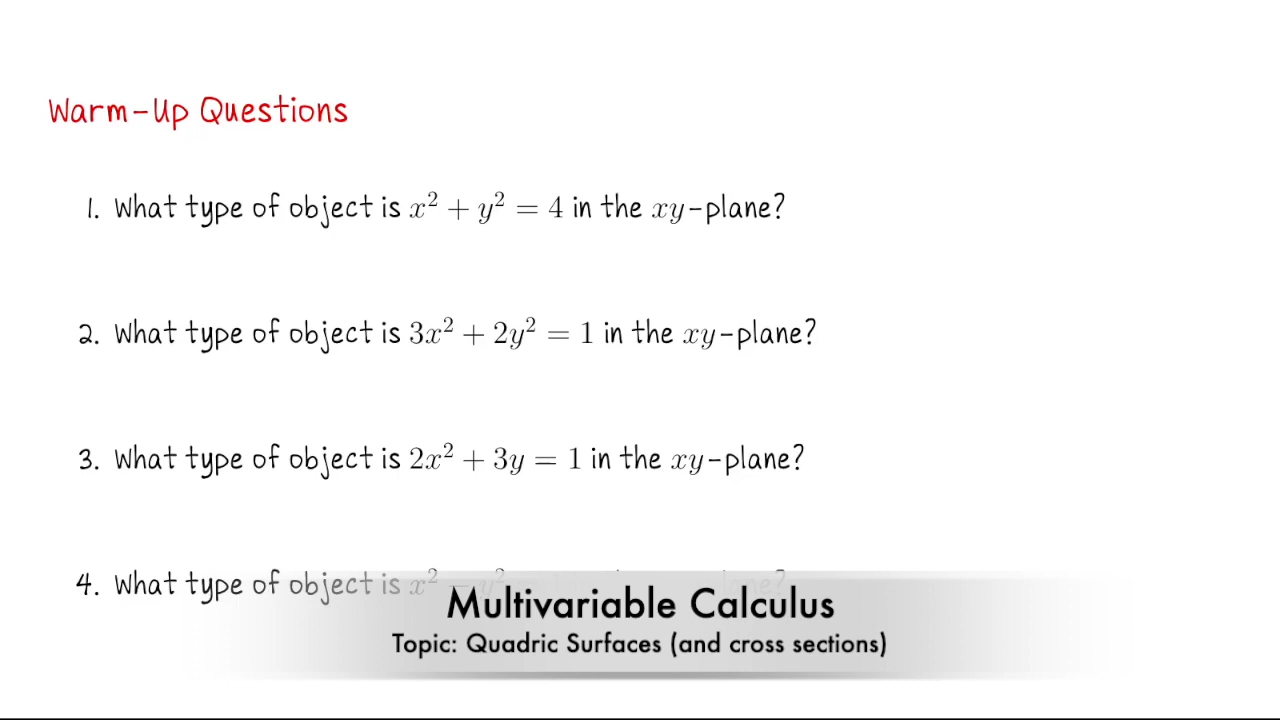 Warm-Up Questions
1. What type of object is x² + y² = 4 in the xy-plane?
2. What type of object is 3x² + 2y² = 1 in the xy-plane?
3. What type of object is 2x² + 3y = 1 in the xy-plane?
4. What type of object is x² − y²
Multivariable Calculus
Topic: Quadric Surfaces (and cross sections)